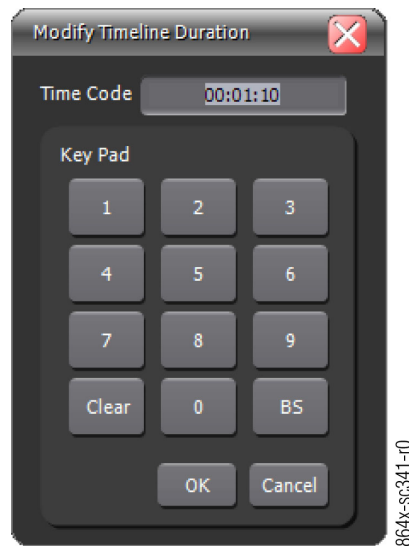 Modify Timeline Duration
Time Code 00:01:10
Key Pad
1 2 3
4 5 6
7 8 9
Clear 0 BS
OK Cancel
864x-sc341-r0